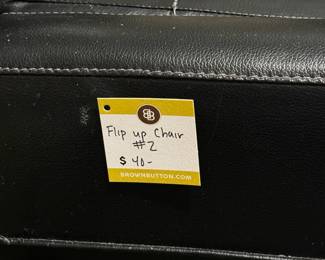 BB
Flip up Chair
#2
$ 40-
BROWNBUTTON.COM